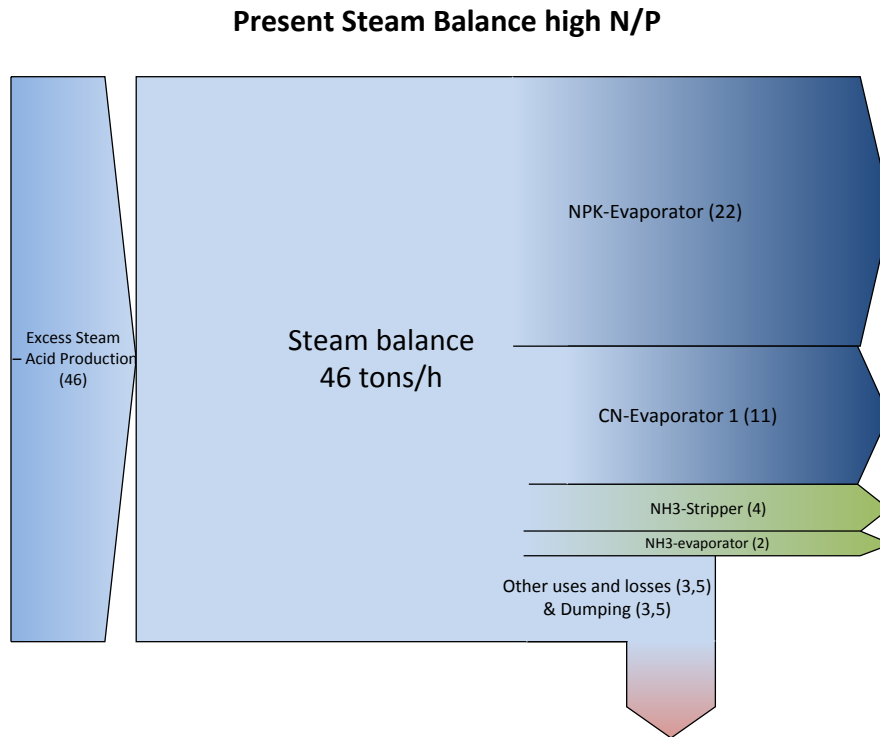 Present Steam Balance high N/P
NPK-Evaporator (22)
Excess Steam
– Acid Production
(46)
Steam balance
46 tons/h
CN-Evaporator 1 (11)
NH3-Stripper (4)
NH3-evaporator (2)
Other uses and losses (3,5)
& Dumping (3,5)